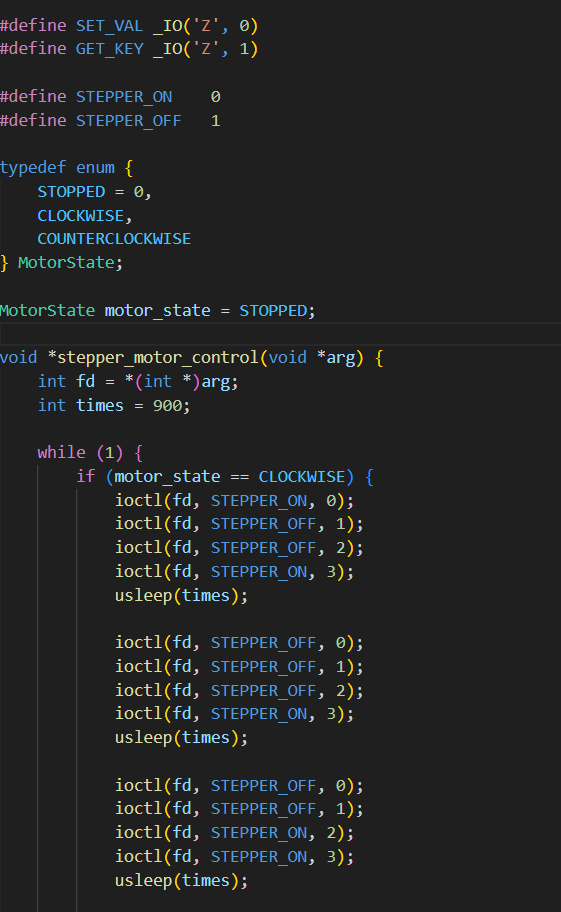 #define SET_VAL _IO('Z', 0)
#define GET_KEY _IO('Z', 1)

#define STEPPER_ON    0
#define STEPPER_OFF   1

typedef enum {
    STOPPED = 0,
    CLOCKWISE,
    COUNTERCLOCKWISE
} MotorState;

MotorState motor_state = STOPPED;

void *stepper_motor_control(void *arg) {
    int fd = *(int *)arg;
    int times = 900;

    while (1) {
        if (motor_state == CLOCKWISE) {
            ioctl(fd, STEPPER_ON, 0);
            ioctl(fd, STEPPER_OFF, 1);
            ioctl(fd, STEPPER_OFF, 2);
            ioctl(fd, STEPPER_ON, 3);
            usleep(times);

            ioctl(fd, STEPPER_OFF, 0);
            ioctl(fd, STEPPER_OFF, 1);
            ioctl(fd, STEPPER_OFF, 2);
            ioctl(fd, STEPPER_ON, 3);
            usleep(times);

            ioctl(fd, STEPPER_OFF, 0);
            ioctl(fd, STEPPER_OFF, 1);
            ioctl(fd, STEPPER_ON, 2);
            ioctl(fd, STEPPER_ON, 3);
            usleep(times);